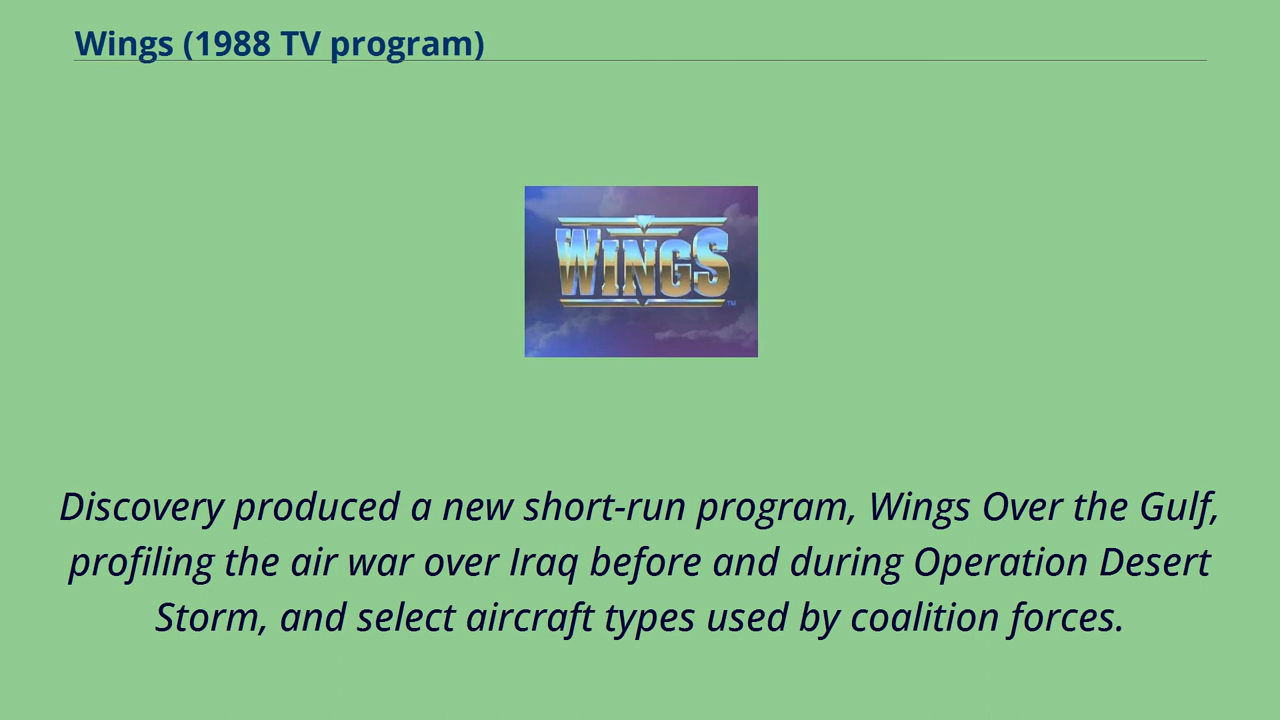 Wings (1988 TV program)
WINGS
TM
Discovery produced a new short-run program, Wings Over the Gulf,
profiling the air war over Iraq before and during Operation Desert
Storm, and select aircraft types used by coalition forces.